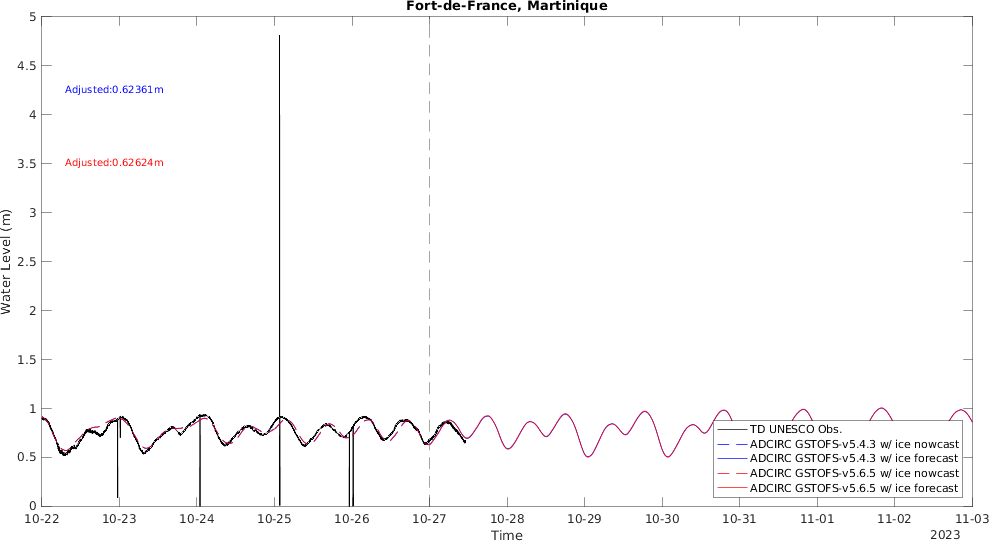 Fort-de-France, Martinique
5
4.5
4
3.5
3
2.5
2
1.5
1
0.5
0
Water Level (m)
Adjusted:0.62361m
Adjusted:0.62624m
TD UNESCO Obs.
ADCIRC GSTOFS-v5.4.3 w/ ice nowcast
ADCIRC GSTOFS-v5.4.3 w/ ice forecast
ADCIRC GSTOFS-v5.6.5 w/ ice nowcast
ADCIRC GSTOFS-v5.6.5 w/ ice forecast
10-22 10-23 10-24 10-25 10-26 10-27 10-28 10-29 10-30 10-31 11-01 11-02 11-03
Time
2023